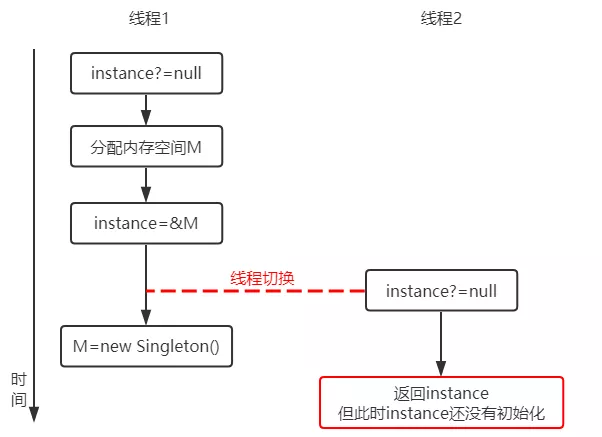 线程1
线程2
instance?=null
分配内存空间M
instance=&M
线程切换
instance?=null
M=new Singleton()
返回instance
但此时instance还没有初始化
时
间